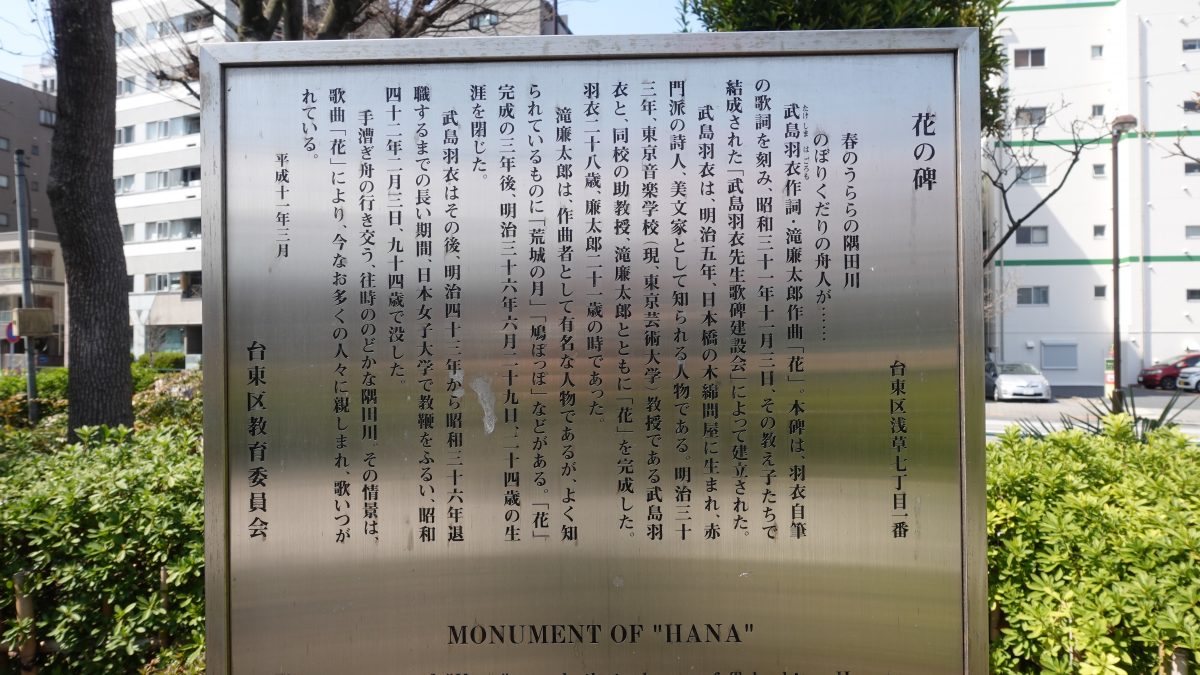 花の碑
台東区浅草七丁目一番
春のうららの隅田川
のぼりくだりの舟人が……
武島羽衣作詞・滝廉太郎作曲「花」。本碑は、羽衣自筆
たけしま はごろも
の歌詞を刻み、昭和三十一年十一月三日、その教え子たちで
結成された「武島羽衣先生歌碑建設会」によって建立された。
武島羽衣は、明治五年、日本橋の木綿問屋に生まれ、赤
門派の詩人、美文家として知られる人物である。明治三十
三年、東京音楽学校(現、東京芸術大学)教授である武島羽
衣と、同校の助教授、滝廉太郎とともに「花」を完成した。
羽衣二十八歳、廉太郎二十一歳の時であった。
滝廉太郎は、作曲者として有名な人物であるが、よく知
られているものに「荒城の月」「鳩ぽっぽ」などがある。「花」
完成の三年後、明治三十六年六月二十九日、二十四歳の生
涯を閉じた。
武島羽衣はその後、明治四十二年から昭和三十六年退
職するまでの長い期間、日本女子大学で教鞭をふるい、昭和
四十二年二月三日、九十四歳で没した。
手漕ぎ舟の行き交う、往時ののどかな隅田川。その情景は、
歌曲「花」により、今なお多くの人々に親しまれ、歌いつが
れている。
平成十一年三月
台東区教育委員会
MONUMENT OF "HANA"